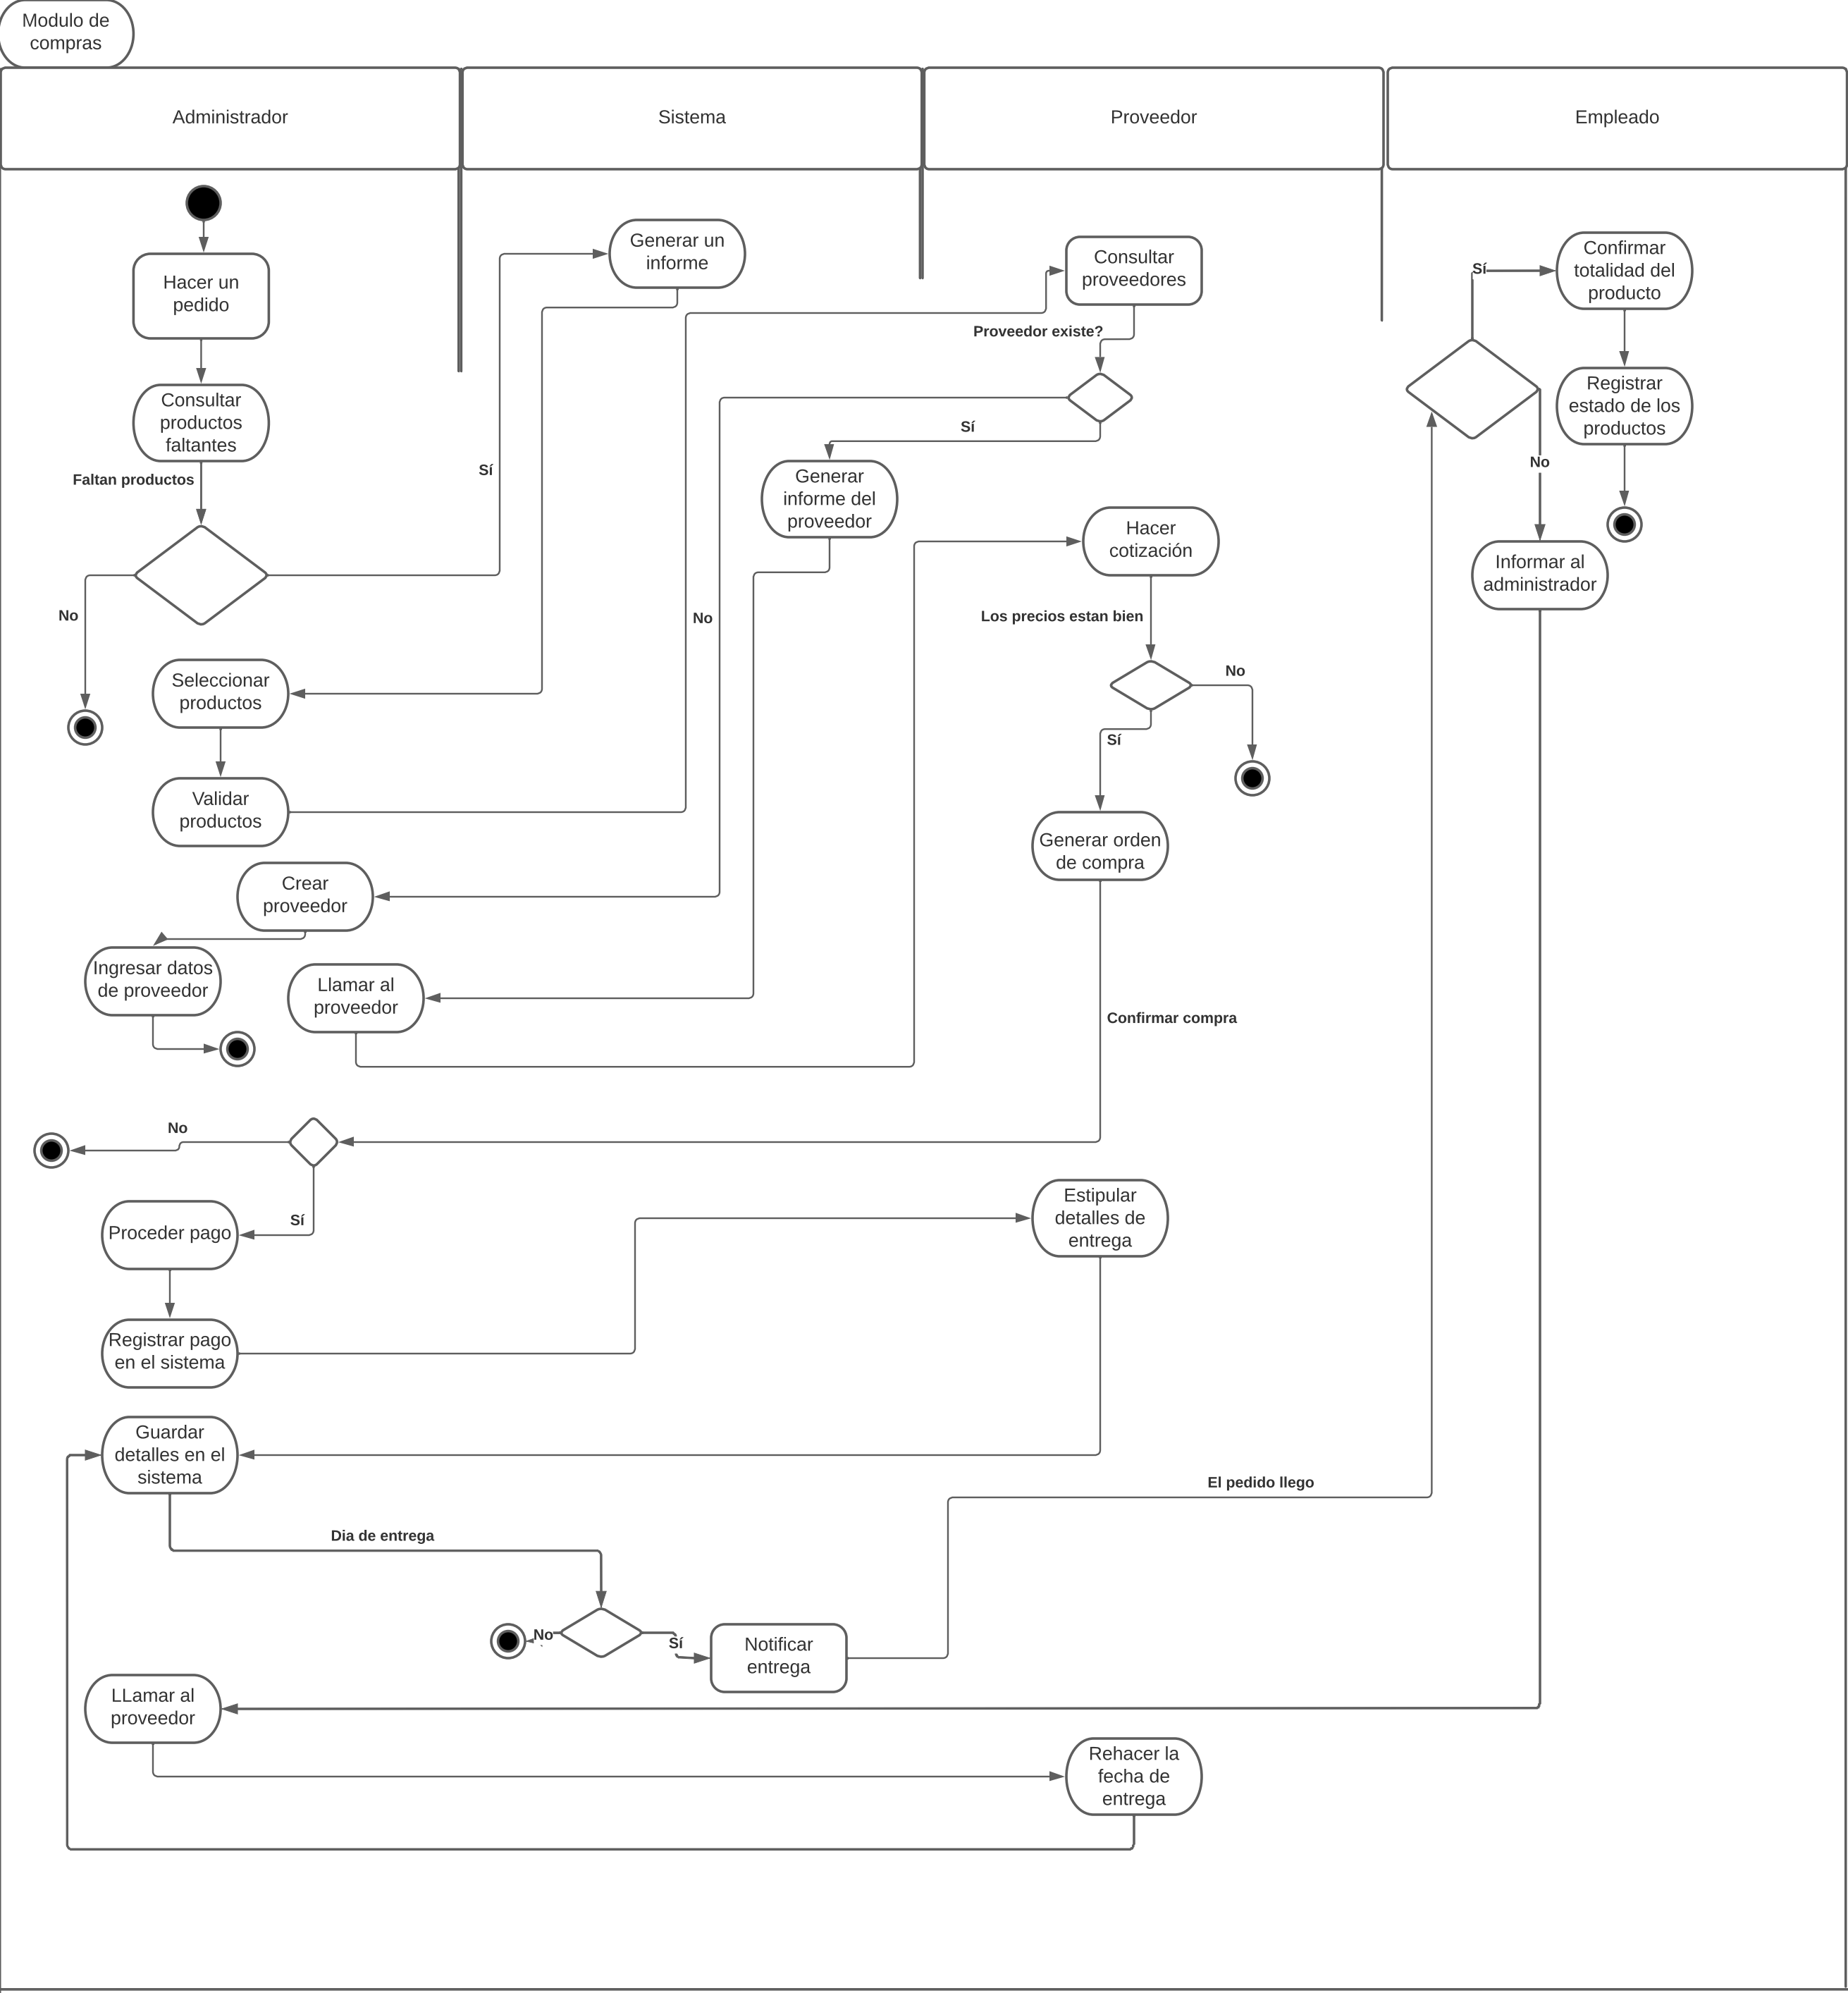 Modulo de
compras
Administrador
Sistema
Proveedor
Empleado
Hacer un
pedido
Consultar
productos
faltantes
Faltan productos
No
Sí
Generar un
informe
Seleccionar
productos
Validar
productos
Consultar
proveedores
Proveedor existe?
Sí
No
Generar
informe del
proveedor
Crear
proveedor
Ingresar datos
de proveedor
Llamar al
proveedor
Hacer
cotización
Los precios estan bien
No
Sí
Generar orden
de compra
Confirmar compra
No
Sí
Proceder pago
Registrar pago
en el sistema
Estipular
detalles de
entrega
Guardar
detalles en el
sistema
Dia de entrega
No
Sí
Notificar
entrega
El pedido llego
Sí
Confirmar
totalidad del
producto
Registrar
estado de los
productos
No
Informar al
administrador
LLamar al
proveedor
Rehacer la
fecha de
entrega